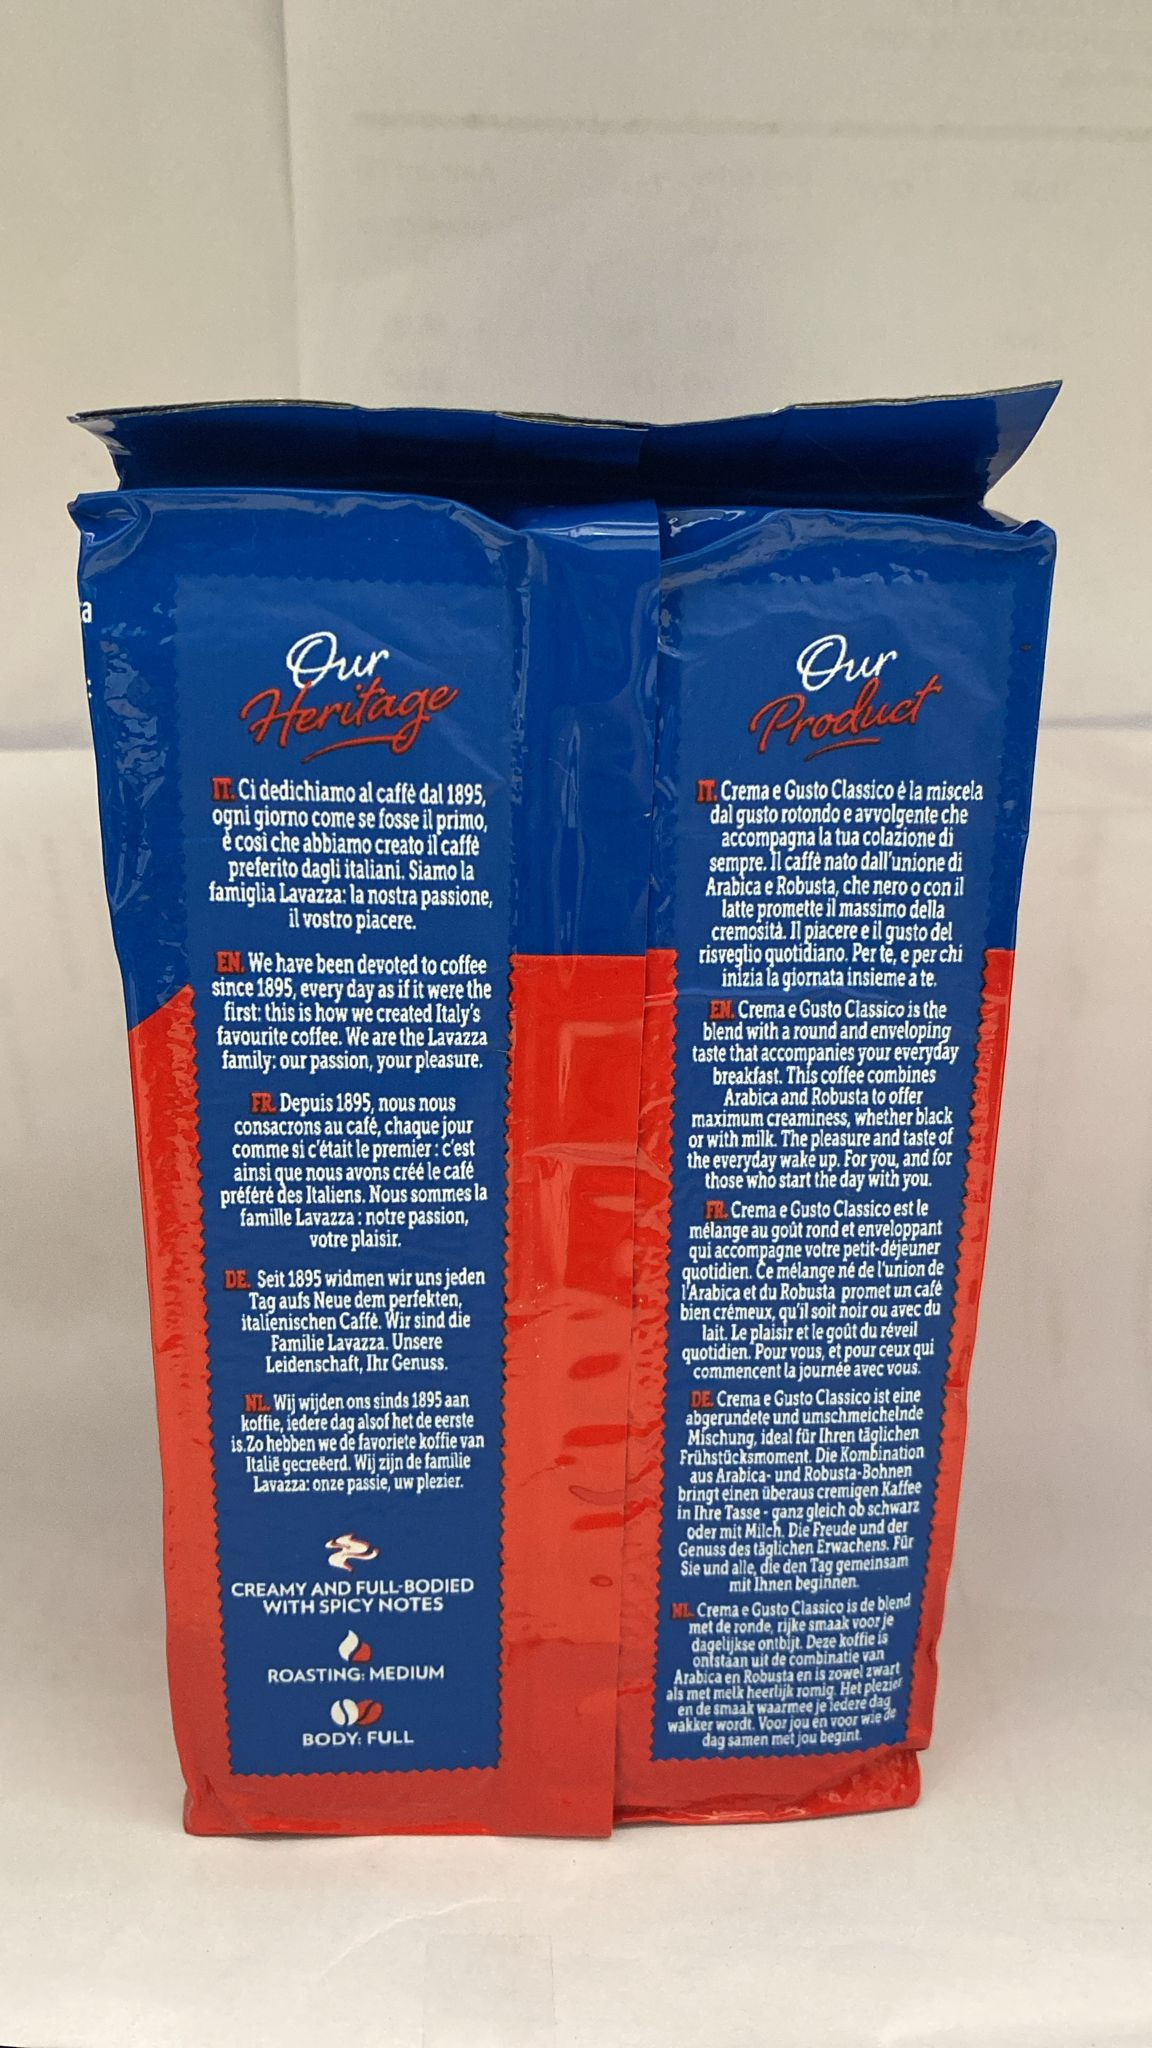 a
:
Our
Heritage
IT. Ci dedichiamo al caffè dal 1895,
ogni giorno come se fosse il primo,
è così che abbiamo creato il caffè
preferito dagli italiani. Siamo la
famiglia Lavazza: la nostra passione,
il vostro piacere.
EN. We have been devoted to coffee
since 1895, every day as if it were the
first: this is how we created Italy's
favourite coffee. We are the Lavazza
family: our passion, your pleasure.
FR. Depuis 1895, nous nous
consacrons au café, chaque jour
comme si c'était le premier : c'est
ainsi que nous avons créé le café
préféré des Italiens. Nous sommes la
famille Lavazza : notre passion,
votre plaisir.
DE. Seit 1895 widmen wir uns jeden
Tag aufs Neue dem perfekten,
italienischen Caffè. Wir sind die
Familie Lavazza. Unsere
Leidenschaft, Ihr Genuss.
NL. Wij wijden ons sinds 1895 aan
koffie, iedere dag alsof het de eerste
is.Zo hebben we de favoriete koffie van
Italië gecreëerd. Wij zijn de familie
Lavazza: onze passie, uw plezier.
CREAMY AND FULL-BODIED
WITH SPICY NOTES
ROASTING: MEDIUM
BODY: FULL
Our
Product
IT. Crema e Gusto Classico è la miscela
dal gusto rotondo e avvolgente che
accompagna la tua colazione di
sempre. Il caffè nato dall'unione di
Arabica e Robusta, che nero o con il
latte promette il massimo della
cremosità. Il piacere e il gusto del
risveglio quotidiano. Per te, e per chi
inizia la giornata insieme a te.
EN. Crema e Gusto Classico is the
blend with a round and enveloping
taste that accompanies your everyday
breakfast. This coffee combines
Arabica and Robusta to offer
maximum creaminess, whether black
or with milk. The pleasure and taste of
the everyday wake up. For you, and for
those who start the day with you.
FR. Crema e Gusto Classico est le
mélange au goût rond et enveloppant
qui accompagne votre petit-déjeuner
quotidien. Ce mélange né de l'union de
l'Arabica et du Robusta promet un café
bien crémeux, qu'il soit noir ou avec du
lait. Le plaisir et le goût du réveil
quotidien. Pour vous, et pour ceux qui
commencent la journée avec vous.
DE. Crema e Gusto Classico ist eine
abgerundete und umschmeichelnde
Mischung, ideal für Ihren täglichen
Frühstücksmoment. Die Kombination
aus Arabica- und Robusta-Bohnen
bringt einen überaus cremigen Kaffee
in Ihre Tasse - ganz gleich ob schwarz
oder mit Milch. Die Freude und der
Genuss des täglichen Erwachens. Für
Sie und alle, die den Tag gemeinsam
mit Ihnen beginnen.
NL. Crema e Gusto Classico is de blend
met de ronde, rijke smaak voor je
dagelijkse ontbijt. Deze koffie is
ontstaan uit de combinatie van
Arabica en Robusta en is zowel zwart
als met melk heerlijk romig. Het plezier
en de smaak waarmee je iedere dag
wakker wordt. Voor jou en voor wie de
dag samen met jou begint.